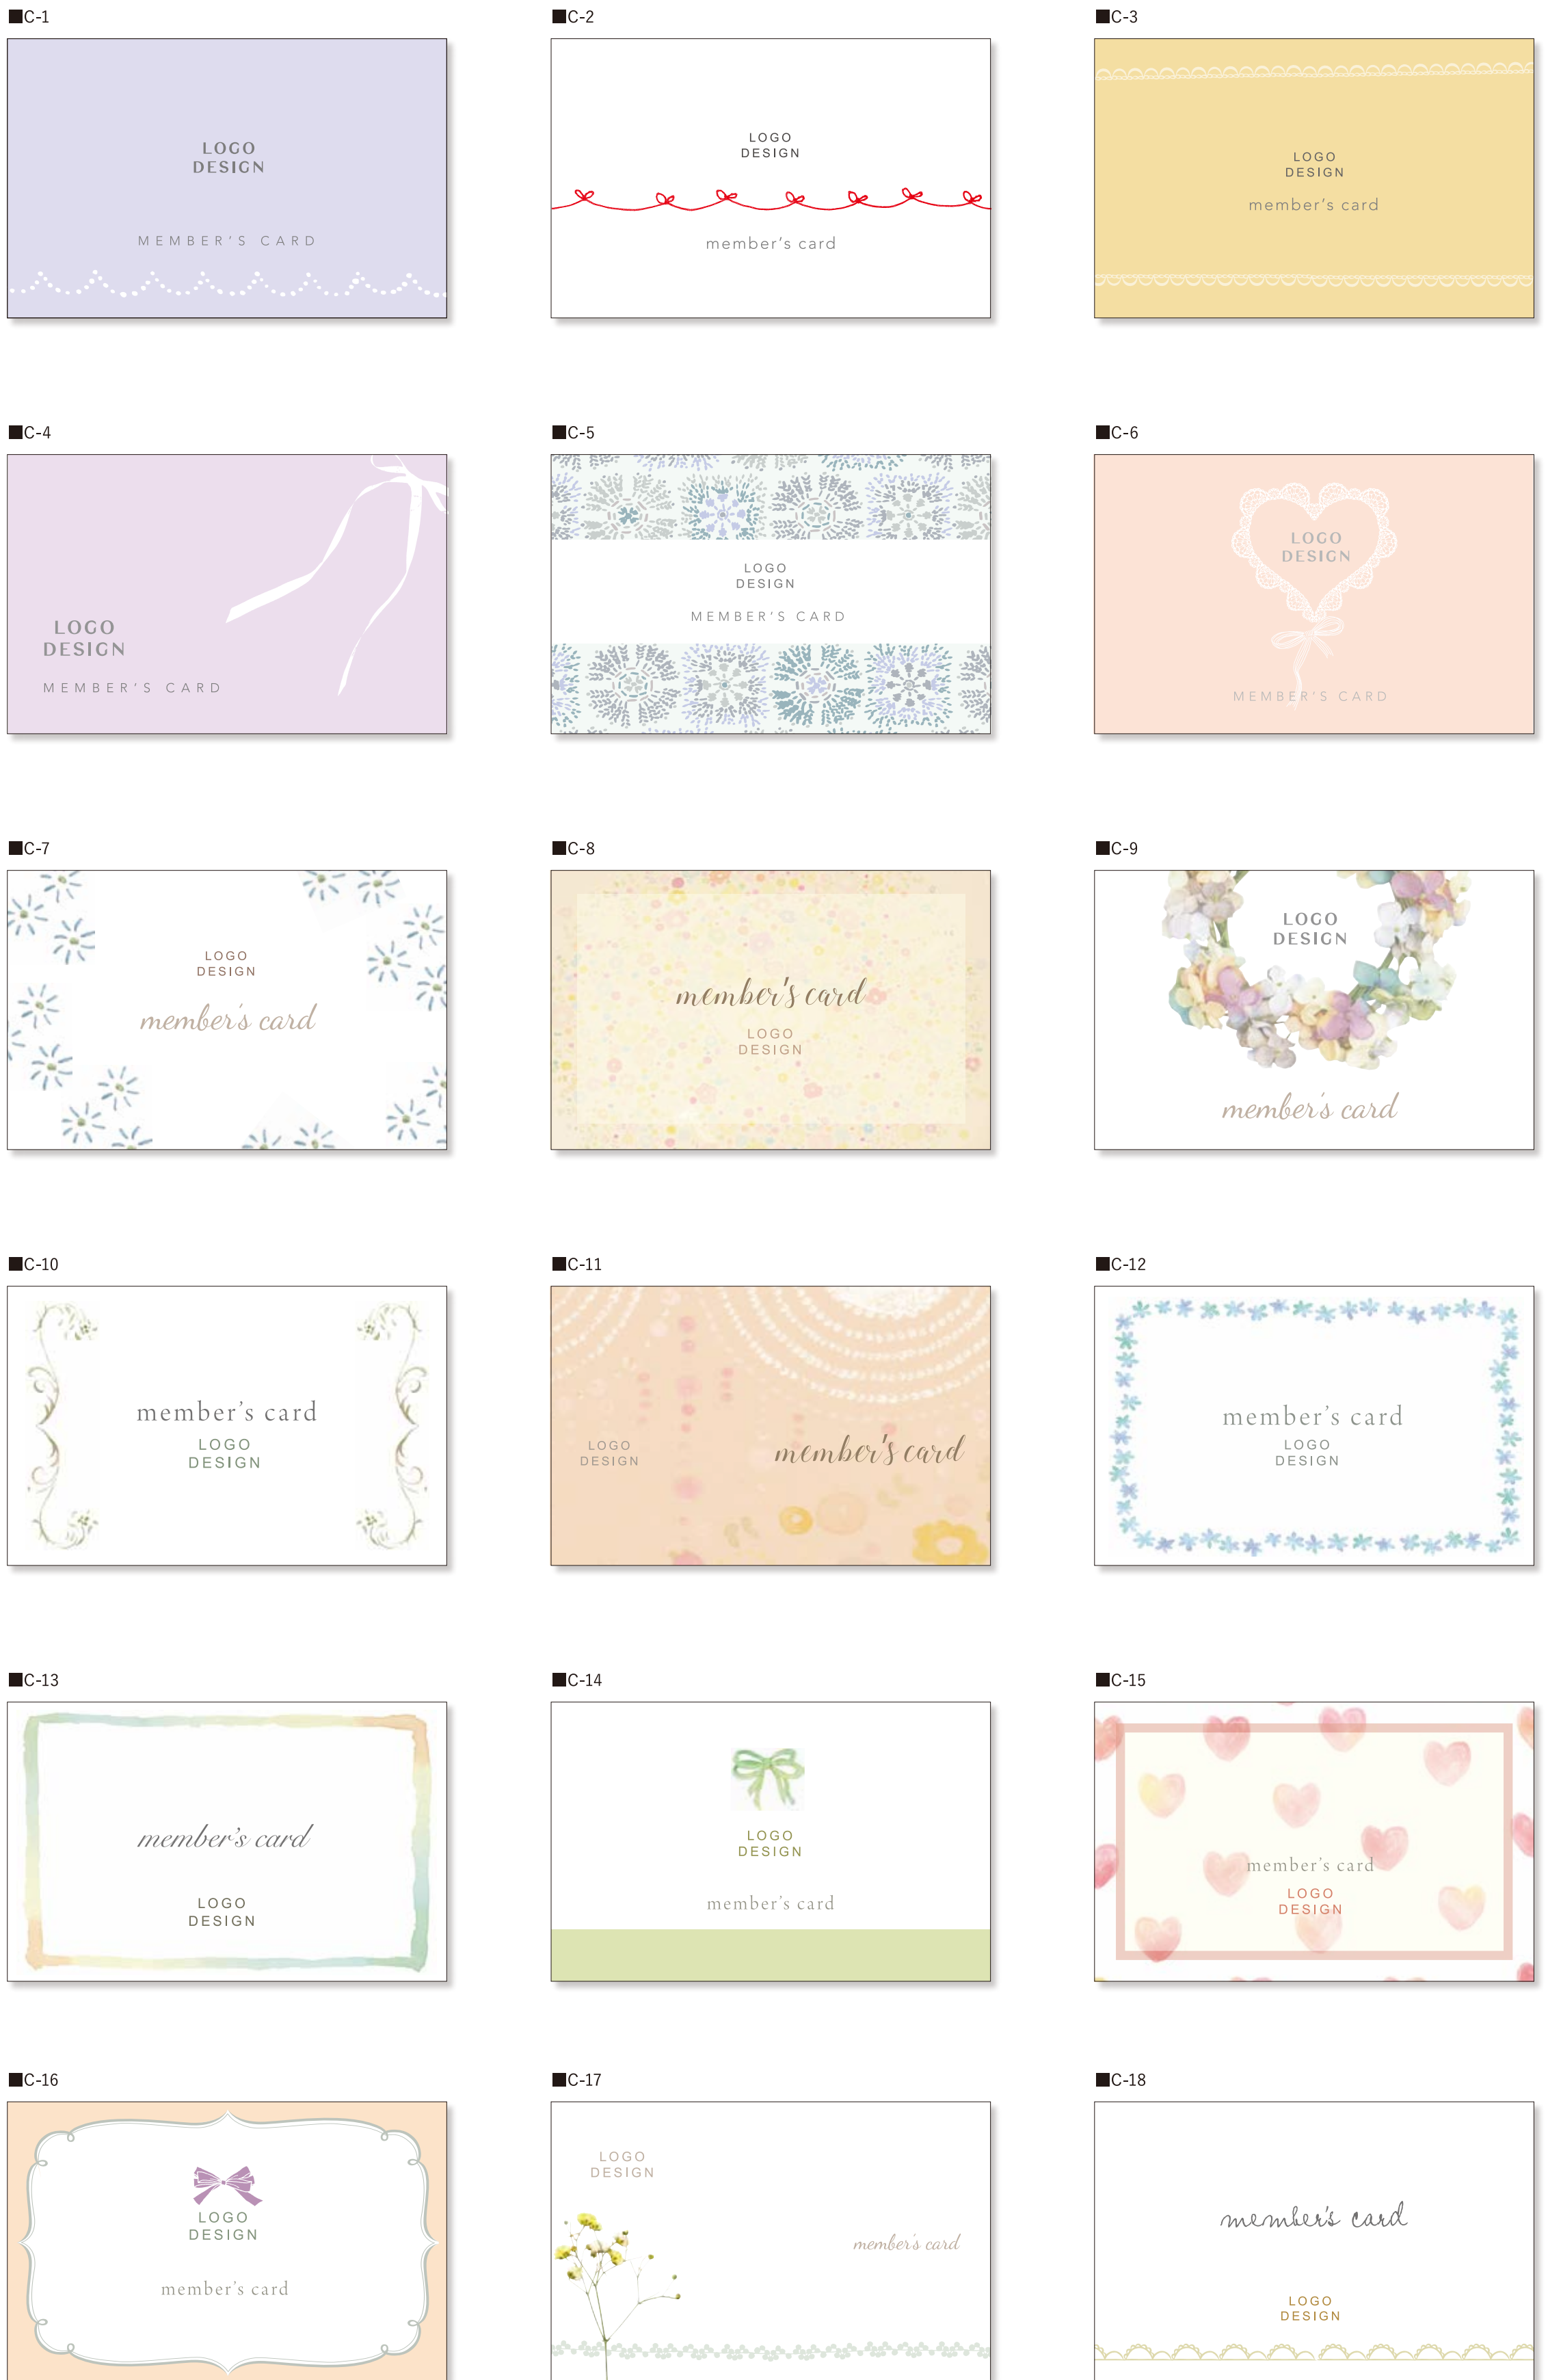 ■C-1
LOGO
DESIGN
MEMBER'S CARD
■C-2
LOGO
DESIGN
member's card
■C-3
LOGO
DESIGN
member's card
■C-4
LOGO
DESIGN
MEMBER'S CARD
■C-5
LOGO
DESIGN
MEMBER'S CARD
■C-6
LOGO
DESIGN
MEMBER'S CARD
■C-7
LOGO
DESIGN
member's card
■C-8
member's card
LOGO
DESIGN
■C-9
LOGO
DESIGN
member's card
■C-10
member's card
LOGO
DESIGN
■C-11
LOGO
DESIGN
member's card
■C-12
member's card
LOGO
DESIGN
■C-13
member's card
LOGO
DESIGN
■C-14
LOGO
DESIGN
member's card
■C-15
member's card
LOGO
DESIGN
■C-16
LOGO
DESIGN
member's card
■C-17
LOGO
DESIGN
member's card
■C-18
member's card
LOGO
DESIGN